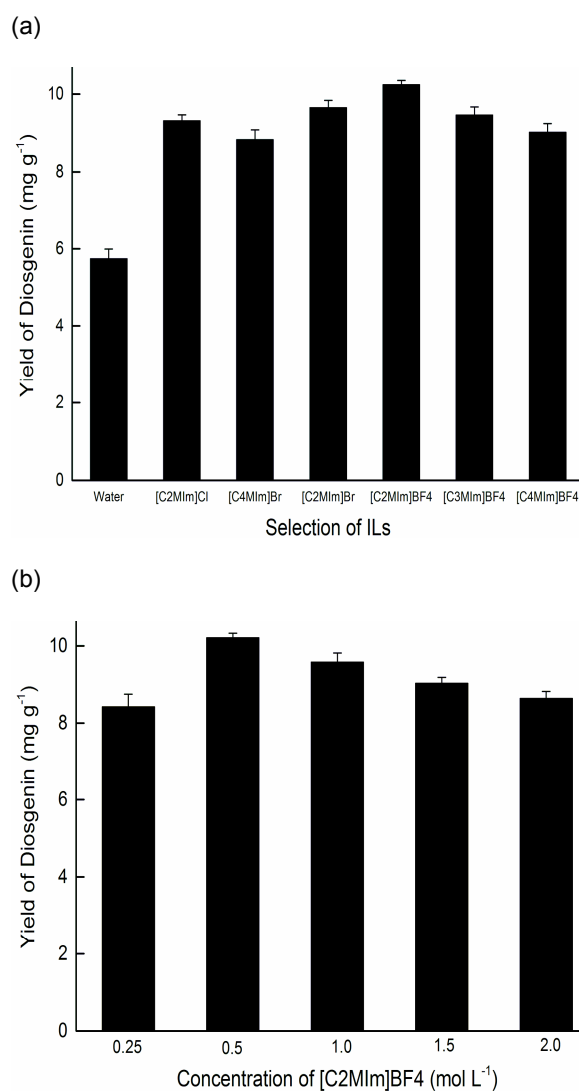 (a)
10
8
6
4
2
0
Yield of Diosgenin (mg g⁻¹)
Water [C2MIm]Cl [C4MIm]Br [C2MIm]Br [C2MIm]BF4 [C3MIm]BF4 [C4MIm]BF4
Selection of ILs
(b)
10
8
6
4
2
0
Yield of Diosgenin (mg g⁻¹)
0.25 0.5 1.0 1.5 2.0
Concentration of [C2MIm]BF4 (mol L⁻¹)